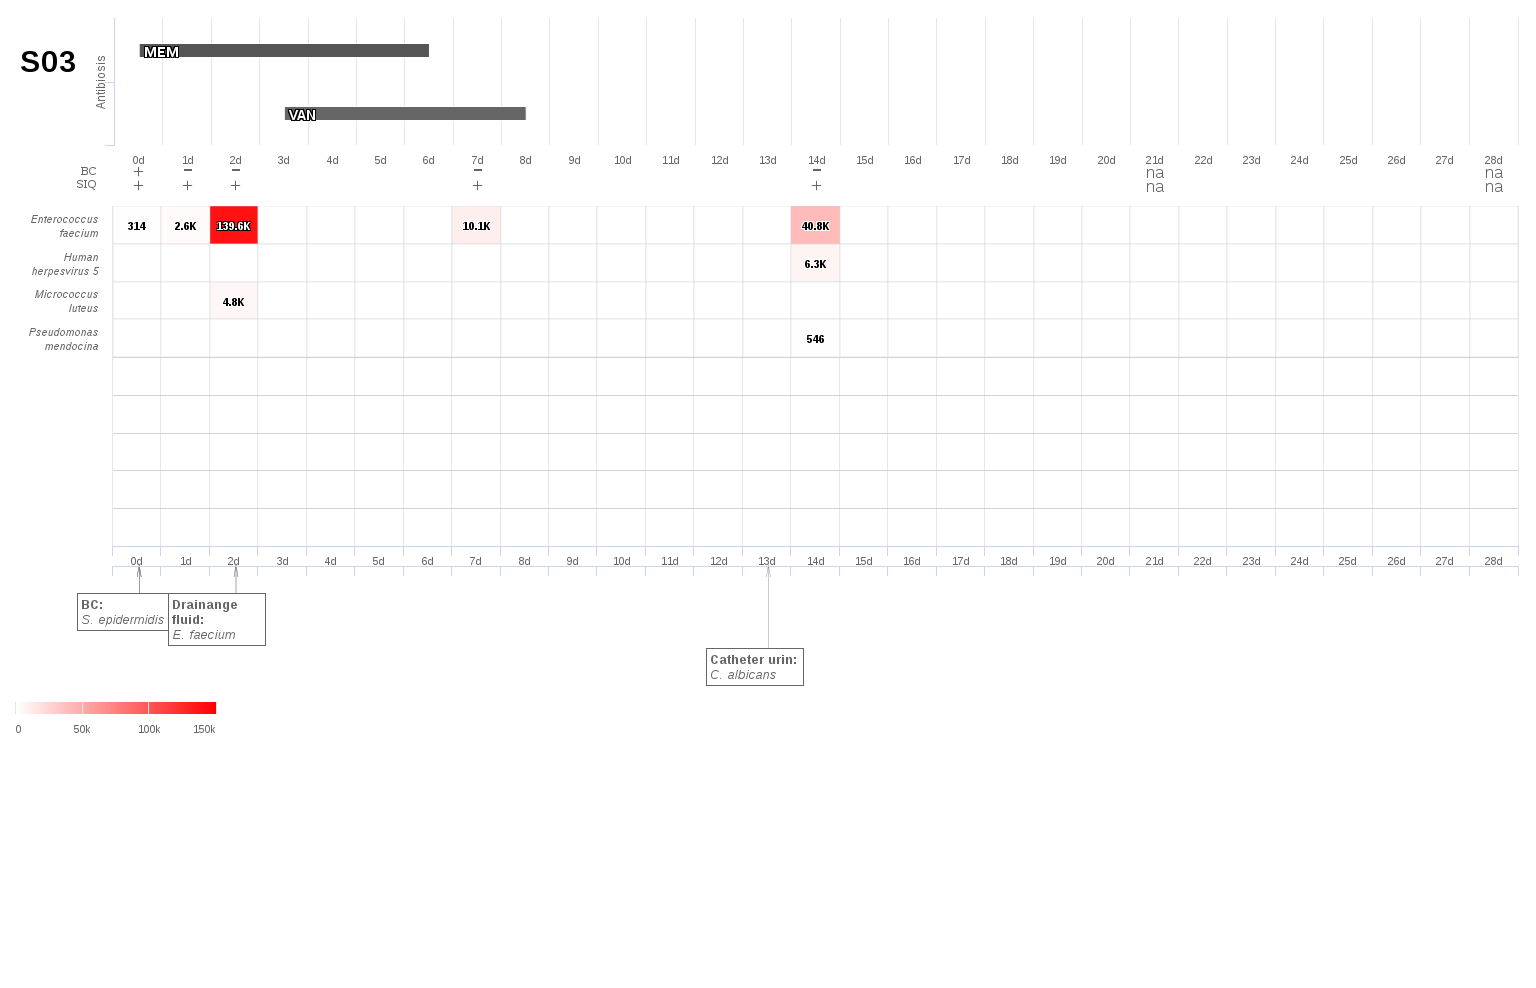 S03
Antibiosis
MEM
VAN
0d 1d 2d 3d 4d 5d 6d 7d 8d 9d 10d 11d 12d 13d 14d 15d 16d 17d 18d 19d 20d 21d 22d 23d 24d 25d 26d 27d 28d
BC + − − − − na na
SIQ + + + + + na na
Enterococcus
faecium
314 2.6K 139.6K 10.1K 40.8K
Human
herpesvirus 5
6.3K
Micrococcus
luteus
4.8K
Pseudomonas
mendocina
546
0d 1d 2d 3d 4d 5d 6d 7d 8d 9d 10d 11d 12d 13d 14d 15d 16d 17d 18d 19d 20d 21d 22d 23d 24d 25d 26d 27d 28d
BC:
S. epidermidis
Drainange
fluid:
E. faecium
Catheter urin:
C. albicans
0 50k 100k 150k